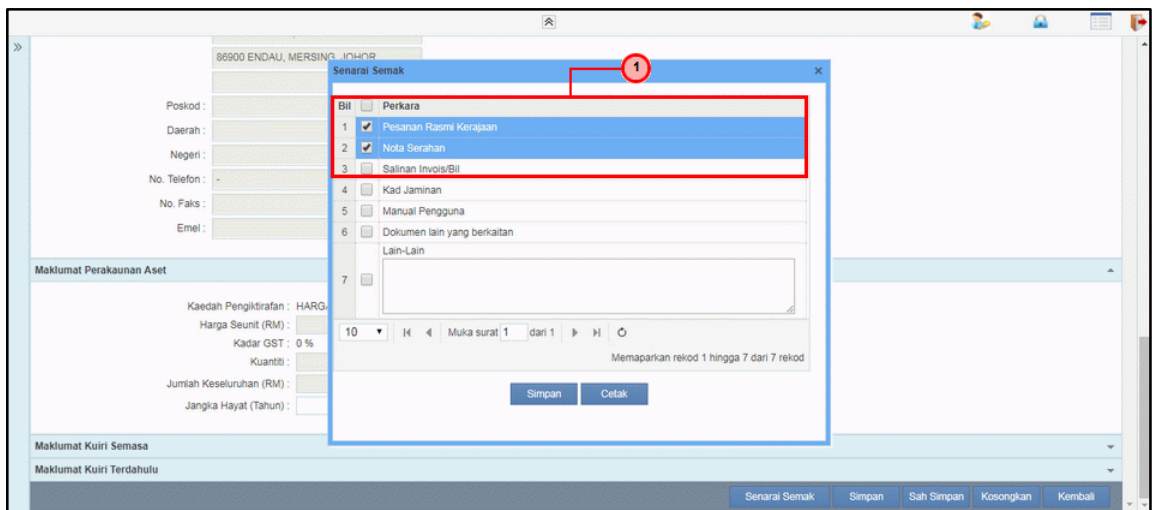 86900 ENDAU, MERSING, JOHOR
Senarai Semak
1
Bil Perkara
Poskod :
1 Pesanan Rasmi Kerajaan
Daerah :
2 Nota Serahan
Negeri :
3 Salinan Invois/Bil
No. Telefon : -
4 Kad Jaminan
No. Faks :
5 Manual Pengguna
Emel :
6 Dokumen lain yang berkaitan
Lain-Lain
7
Maklumat Perakaunan Aset
Kaedah Pengiktirafan : HARGA
Harga Seunit (RM) :
Kadar GST : 0 %
Kuantiti :
Jumlah Keseluruhan (RM) :
Jangka Hayat (Tahun) :
10 Muka surat 1 dari 1
Memaparkan rekod 1 hingga 7 dari 7 rekod
Simpan Cetak
Maklumat Kuiri Semasa
Maklumat Kuiri Terdahulu
Senarai Semak Simpan Sah Simpan Kosongkan Kembali